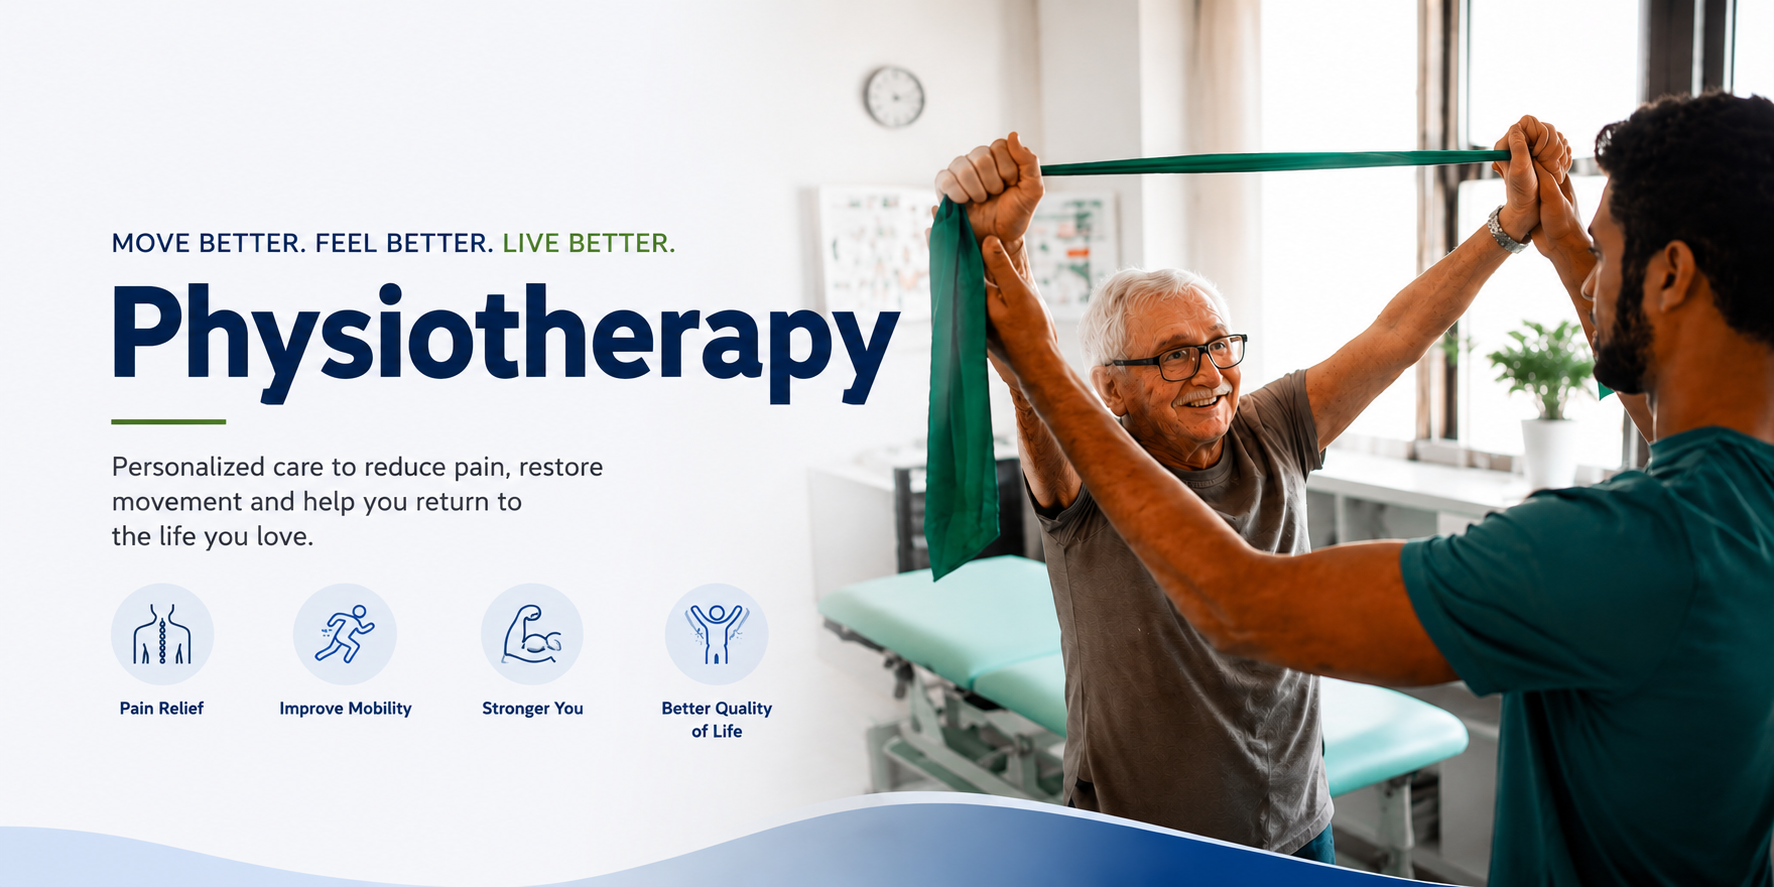 MOVE BETTER. FEEL BETTER. LIVE BETTER.
Physiotherapy
Personalized care to reduce pain, restore
movement and help you return to
the life you love.
Pain Relief
Improve Mobility
Stronger You
Better Quality
of Life